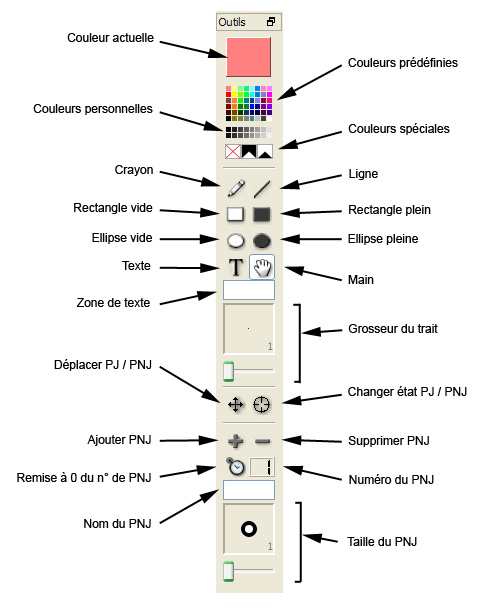 Outils
Couleur actuelle
Couleurs prédéfinies
Couleurs personnelles
Couleurs spéciales
Crayon
Ligne
Rectangle vide
Rectangle plein
Ellipse vide
Ellipse pleine
Texte
T
Main
Zone de texte
1
Grosseur du trait
Déplacer PJ / PNJ
Changer état PJ / PNJ
Ajouter PNJ
Supprimer PNJ
Remise à 0 du n° de PNJ
1
Numéro du PNJ
Nom du PNJ
1
Taille du PNJ